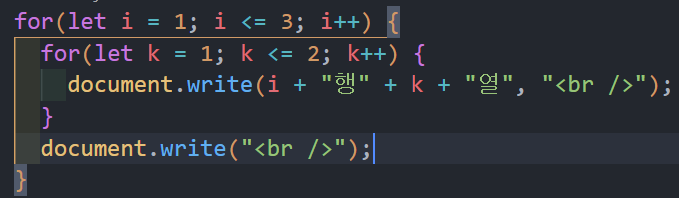 for(let i = 1; i <= 3; i++) {
for(let k = 1; k <= 2; k++) {
document.write(i + "행" + k + "열", "<br />");
}
document.write("<br />");
}